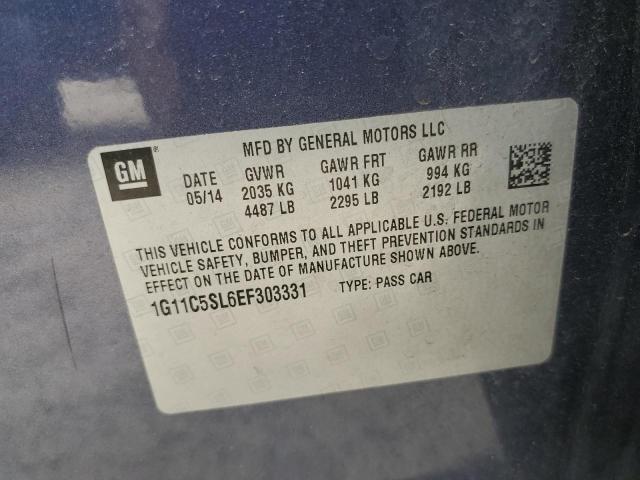 MFD BY GENERAL MOTORS LLC
GM ®
DATE GVWR GAWR FRT GAWR RR
05/14 2035 KG 1041 KG 994 KG
4487 LB 2295 LB 2192 LB
THIS VEHICLE CONFORMS TO ALL APPLICABLE U.S. FEDERAL MOTOR
VEHICLE SAFETY, BUMPER, AND THEFT PREVENTION STANDARDS IN
EFFECT ON THE DATE OF MANUFACTURE SHOWN ABOVE.
1G11C5SL6EF303331 TYPE: PASS CAR